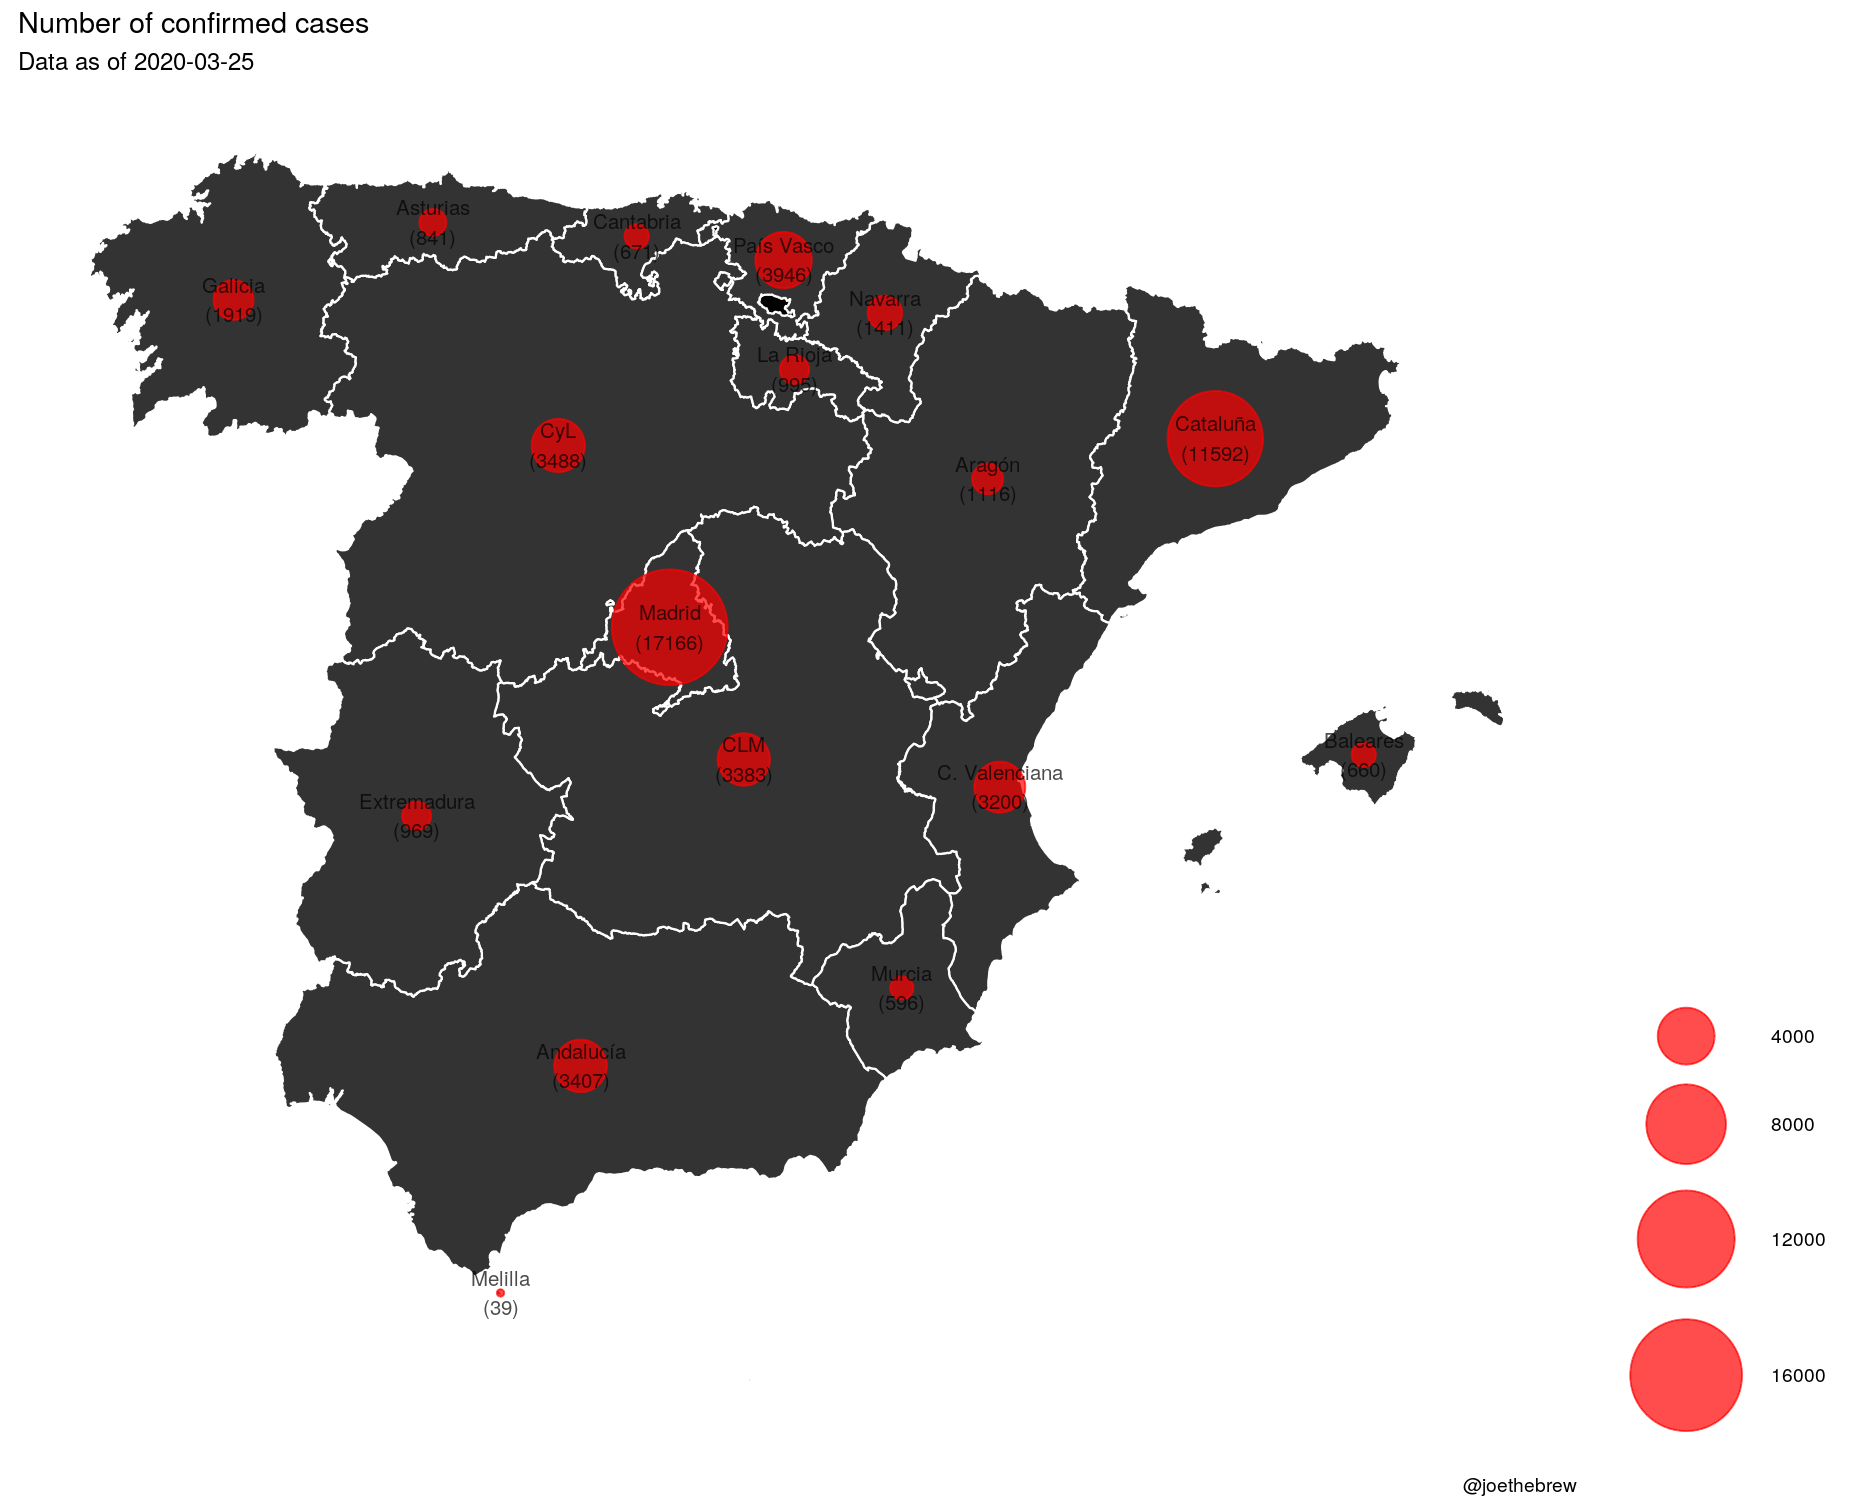 Number of confirmed cases
Data as of 2020-03-25
Asturias
(841)
Cantabria
(671)
País Vasco
(3946)
Galicia
(1919)
Navarra
(1411)
La Rioja
(995)
Cataluña
(11592)
CyL
(3488)
Aragón
(1116)
Madrid
(17166)
CLM
(3383)
Baleares
(660)
C. Valenciana
(3200)
Extremadura
(969)
Murcia
(596)
Andalucía
(3407)
Melilla
(39)
4000
8000
12000
16000
@joethebrew